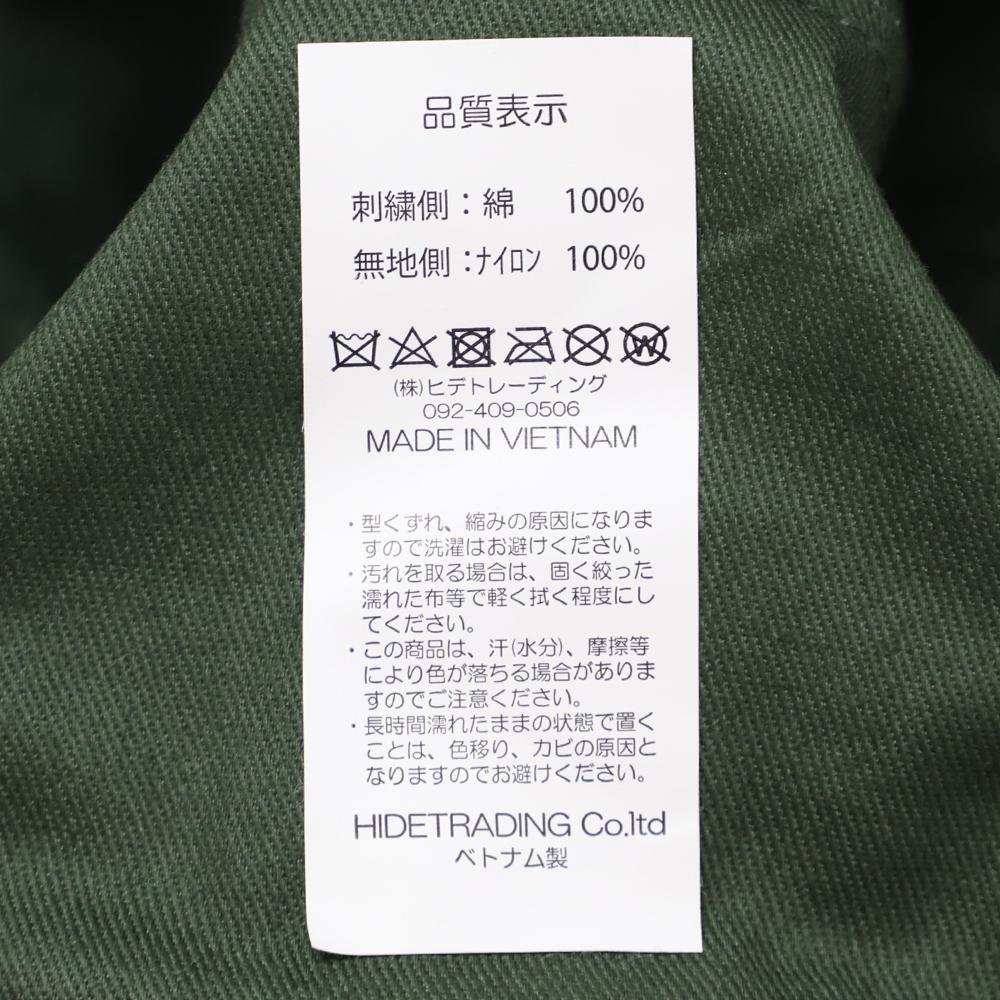 品質表示
刺繍側：綿 100%
無地側：ナイロン 100%
W
(株)ヒデトレーディング
092-409-0506
MADE IN VIETNAM
・型くずれ、縮みの原因になりま
すので洗濯はお避けください。
・汚れを取る場合は、固く絞った
濡れた布等で軽く拭く程度にし
てください。
・この商品は、汗(水分)、摩擦等
により色が落ちる場合がありま
すのでご注意ください。
・長時間濡れたままの状態で置く
ことは、色移り、カビの原因と
なりますのでお避けください。
HIDETRADING Co.ltd
ベトナム製